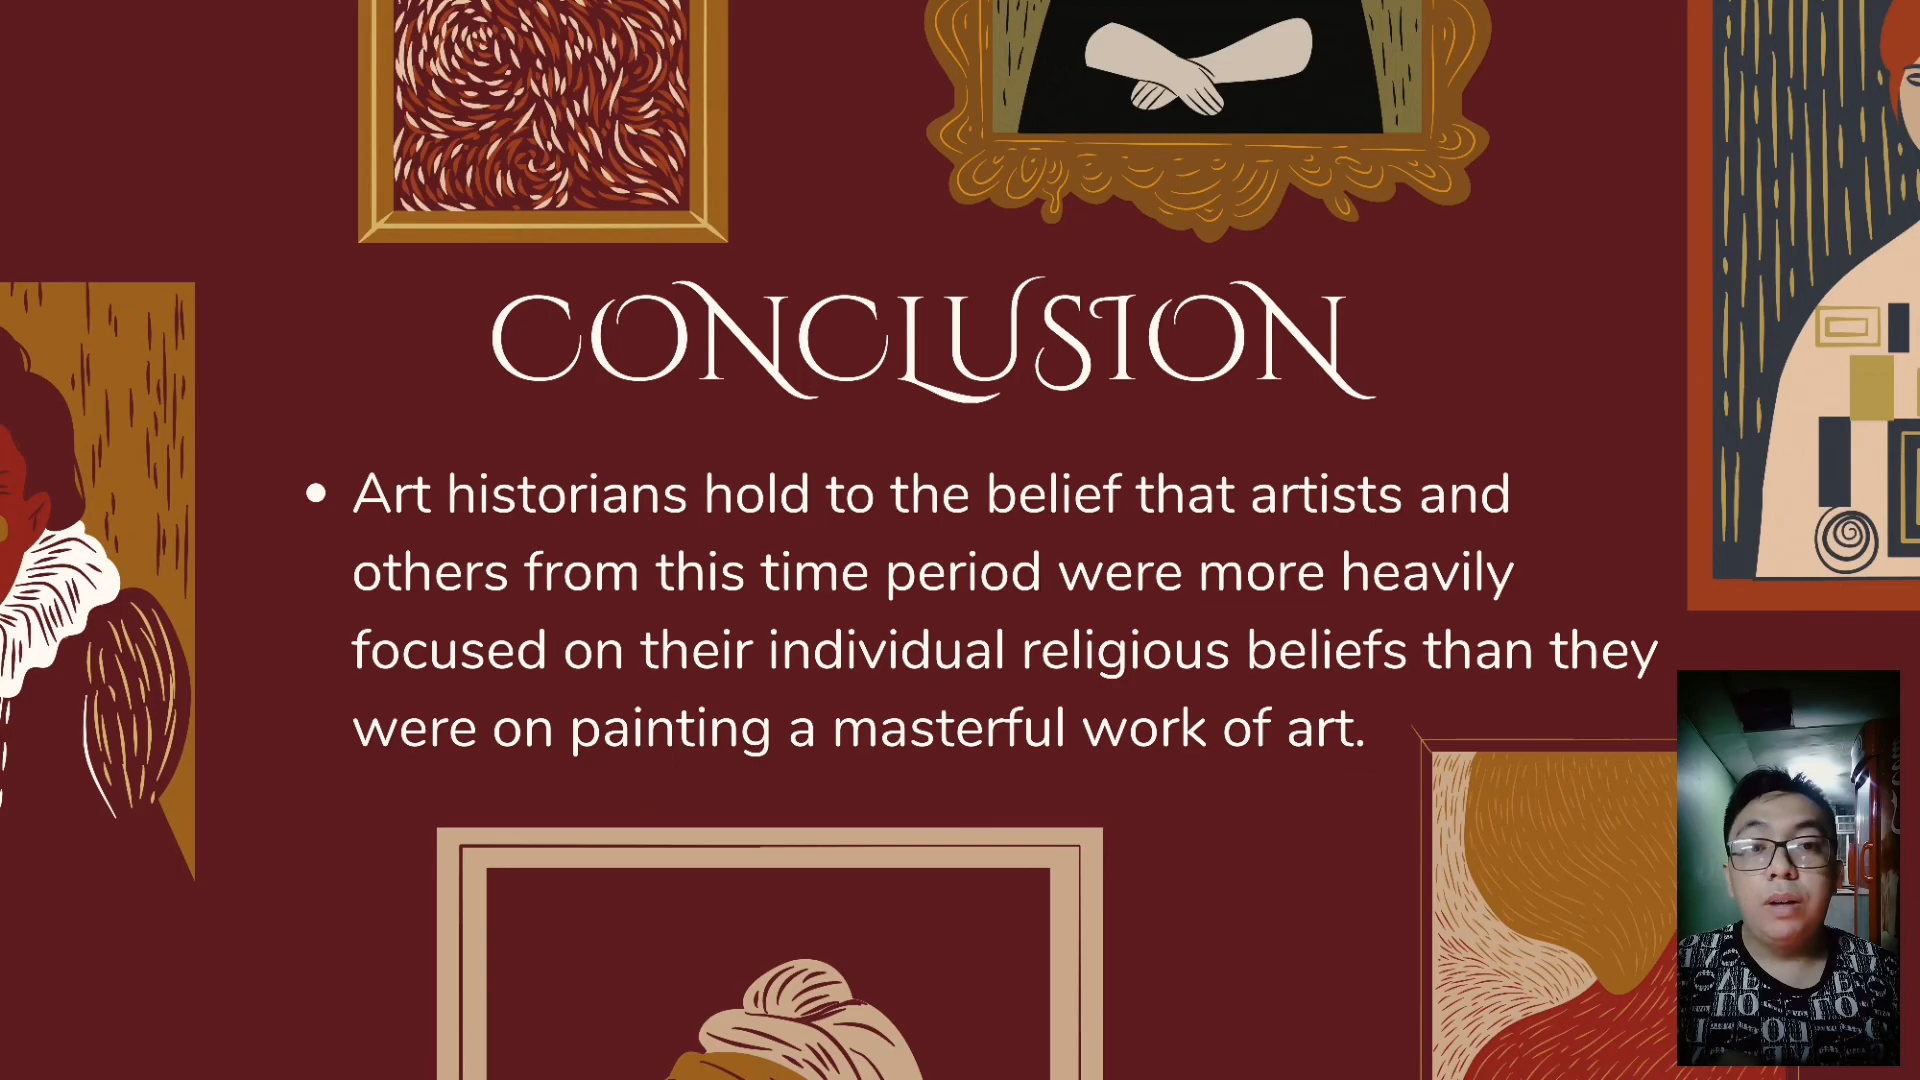 CONCLUSION
• Art historians hold to the belief that artists and
others from this time period were more heavily
focused on their individual religious beliefs than they
were on painting a masterful work of art.